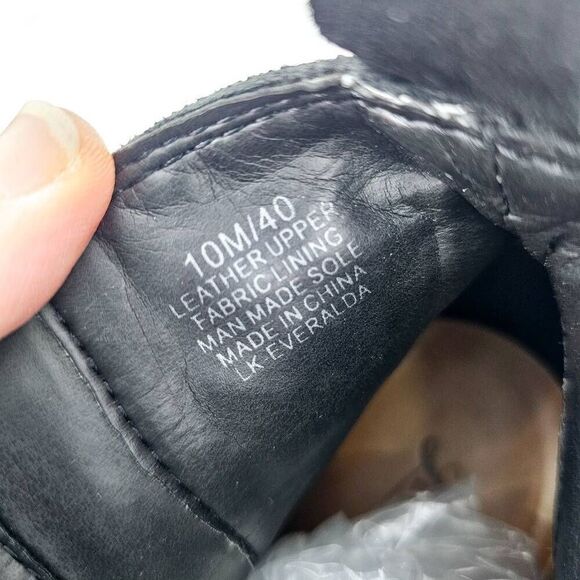 10M/40
LEATHER UPPER
FABRIC LINING
MAN MADE SOLE
MADE IN CHINA
LK EVERALDA